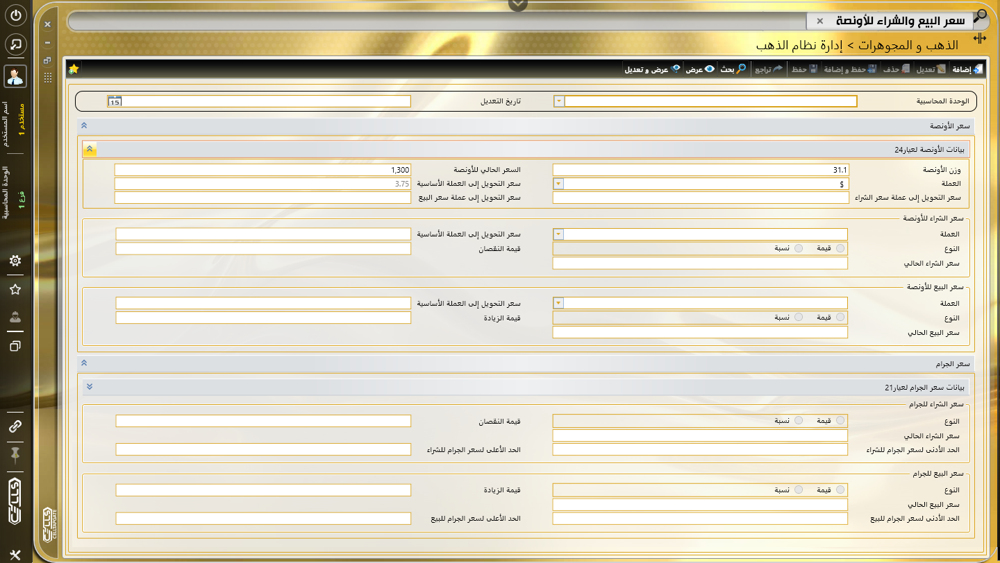 سعر البيع والشراء للأونصة
الذهب و المجوهرات > إدارة نظام الذهب
إضافة تعديل حذف حفظ و إضافة حفظ تراجع بحث عرض عرض و تعديل
الوحدة المحاسبية تاريخ التعديل 15
سعر الأونصة
بيانات الأونصة لعيار24
وزن الأونصة 31.1 السعر الحالي للأونصة 1,300
العملة $ سعر التحويل إلى العملة الأساسية 3.75
سعر التحويل إلى عملة سعر الشراء سعر التحويل إلى عملة سعر البيع
سعر الشراء للأونصة
العملة سعر التحويل إلى العملة الأساسية
النوع قيمة نسبة قيمة النقصان
سعر الشراء الحالي
سعر البيع للأونصة
العملة سعر التحويل إلى العملة الأساسية
النوع قيمة نسبة قيمة الزيادة
سعر البيع الحالي
سعر الجرام
بيانات سعر الجرام لعيار21
سعر الشراء للجرام
النوع قيمة نسبة قيمة النقصان
سعر الشراء الحالي
الحد الأدنى لسعر الجرام للشراء الحد الأعلى لسعر الجرام للشراء
سعر البيع للجرام
النوع قيمة نسبة قيمة الزيادة
سعر البيع الحالي
الحد الأدنى لسعر الجرام للبيع الحد الأعلى لسعر الجرام للبيع
اسم المستخدم
مستخدم 1
الوحدة المحاسبية
فرع 1
CELLS
CELLS
CELLTAPGATE